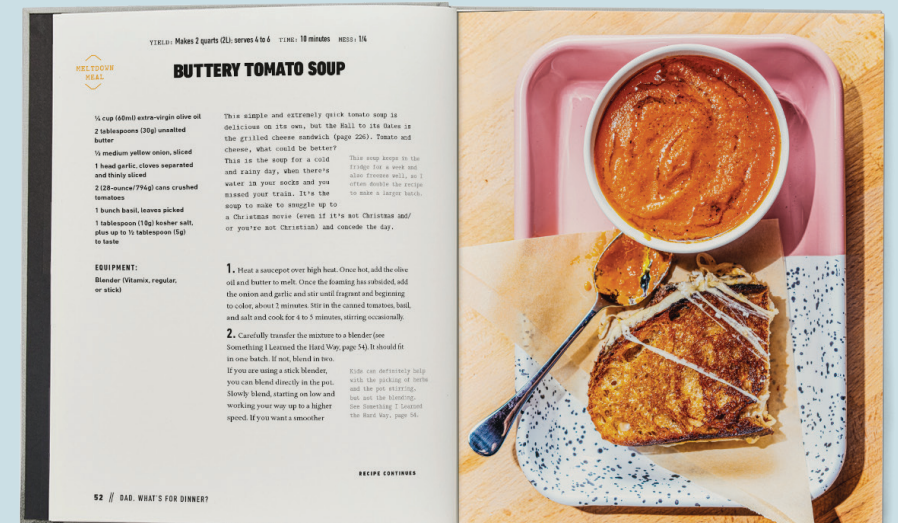 YIELD: Makes 2 quarts (2L); serves 4 to 6 TIME: 10 minutes MESS: 1/4
MELTDOWN
MEAL
BUTTERY TOMATO SOUP
¼ cup (60ml) extra-virgin olive oil
2 tablespoons (30g) unsalted
butter
½ medium yellow onion, sliced
1 head garlic, cloves separated
and thinly sliced
2 (28-ounce/794g) cans crushed
tomatoes
1 bunch basil, leaves picked
1 tablespoon (10g) kosher salt,
plus up to ½ tablespoon (5g)
to taste
EQUIPMENT:
Blender (Vitamix, regular,
or stick)
This simple and extremely quick tomato soup is
delicious on its own, but the Hall to its Oates is
the grilled cheese sandwich (page 226). Tomato and
cheese, what could be better?
This is the soup for a cold
and rainy day, when there's
water in your socks and you
missed your train. It's the
soup to make to snuggle up to
a Christmas movie (even if it's not Christmas and/
or you're not Christian) and concede the day.
This soup keeps in the
fridge for a week and
also freezes well, so I
often double the recipe
to make a larger batch.
1. Heat a saucepot over high heat. Once hot, add the olive
oil and butter to melt. Once the foaming has subsided, add
the onion and garlic and stir until fragrant and beginning
to color, about 2 minutes. Stir in the canned tomatoes, basil,
and salt and cook for 4 to 5 minutes, stirring occasionally.
2. Carefully transfer the mixture to a blender (see
Something I Learned the Hard Way, page 54). It should fit
in one batch. If not, blend in two.
If you are using a stick blender,
you can blend directly in the pot.
Slowly blend, starting on low and
working your way up to a higher
speed. If you want a smoother
Kids can definitely help
with the picking of herbs
and the pot stirring,
but not the blending.
See Something I Learned
the Hard Way, page 54.
RECIPE CONTINUES
52 // DAD, WHAT'S FOR DINNER?